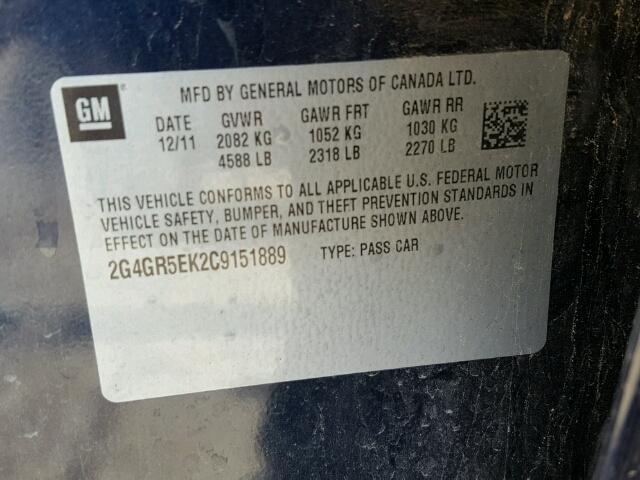 GM
MFD BY GENERAL MOTORS OF CANADA LTD.
DATE GVWR GAWR FRT GAWR RR
12/11 2082 KG 1052 KG 1030 KG
4588 LB 2318 LB 2270 LB
THIS VEHICLE CONFORMS TO ALL APPLICABLE U.S. FEDERAL MOTOR
VEHICLE SAFETY, BUMPER, AND THEFT PREVENTION STANDARDS IN
EFFECT ON THE DATE OF MANUFACTURE SHOWN ABOVE.
2G4GR5EK2C9151889 TYPE: PASS CAR